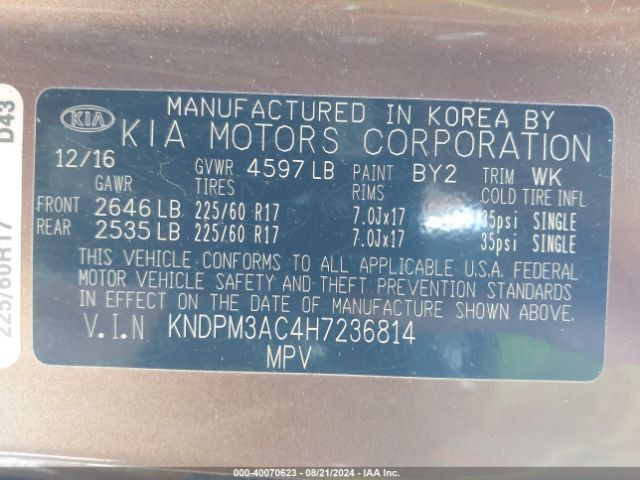 D43
225/60R17
KIA
MANUFACTURED IN KOREA BY
KIA MOTORS CORPORATION
12/16 GVWR 4597 LB PAINT BY2 TRIM WK
GAWR TIRES RIMS COLD TIRE INFL
FRONT 2646 LB 225/60 R17 7.0Jx17 35psi SINGLE
REAR 2535 LB 225/60 R17 7.0Jx17 35psi SINGLE
THIS VEHICLE CONFORMS TO ALL APPLICABLE U.S.A. FEDERAL
MOTOR VEHICLE SAFETY AND THEFT PREVENTION STANDARDS
IN EFFECT ON THE DATE OF MANUFACTURE SHOWN ABOVE.
V.I.N KNDPM3AC4H7236814
MPV
000-40070623 - 08/21/2024 - IAA Inc.